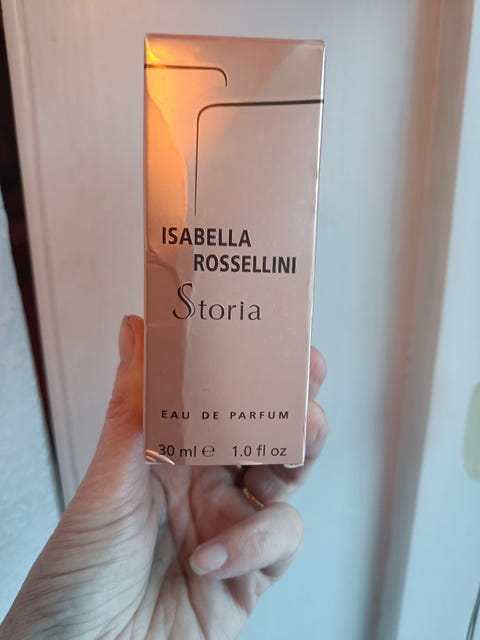 ISABELLA
ROSSELLINI
Storia
EAU DE PARFUM
30 ml ℮ 1.0 fl oz